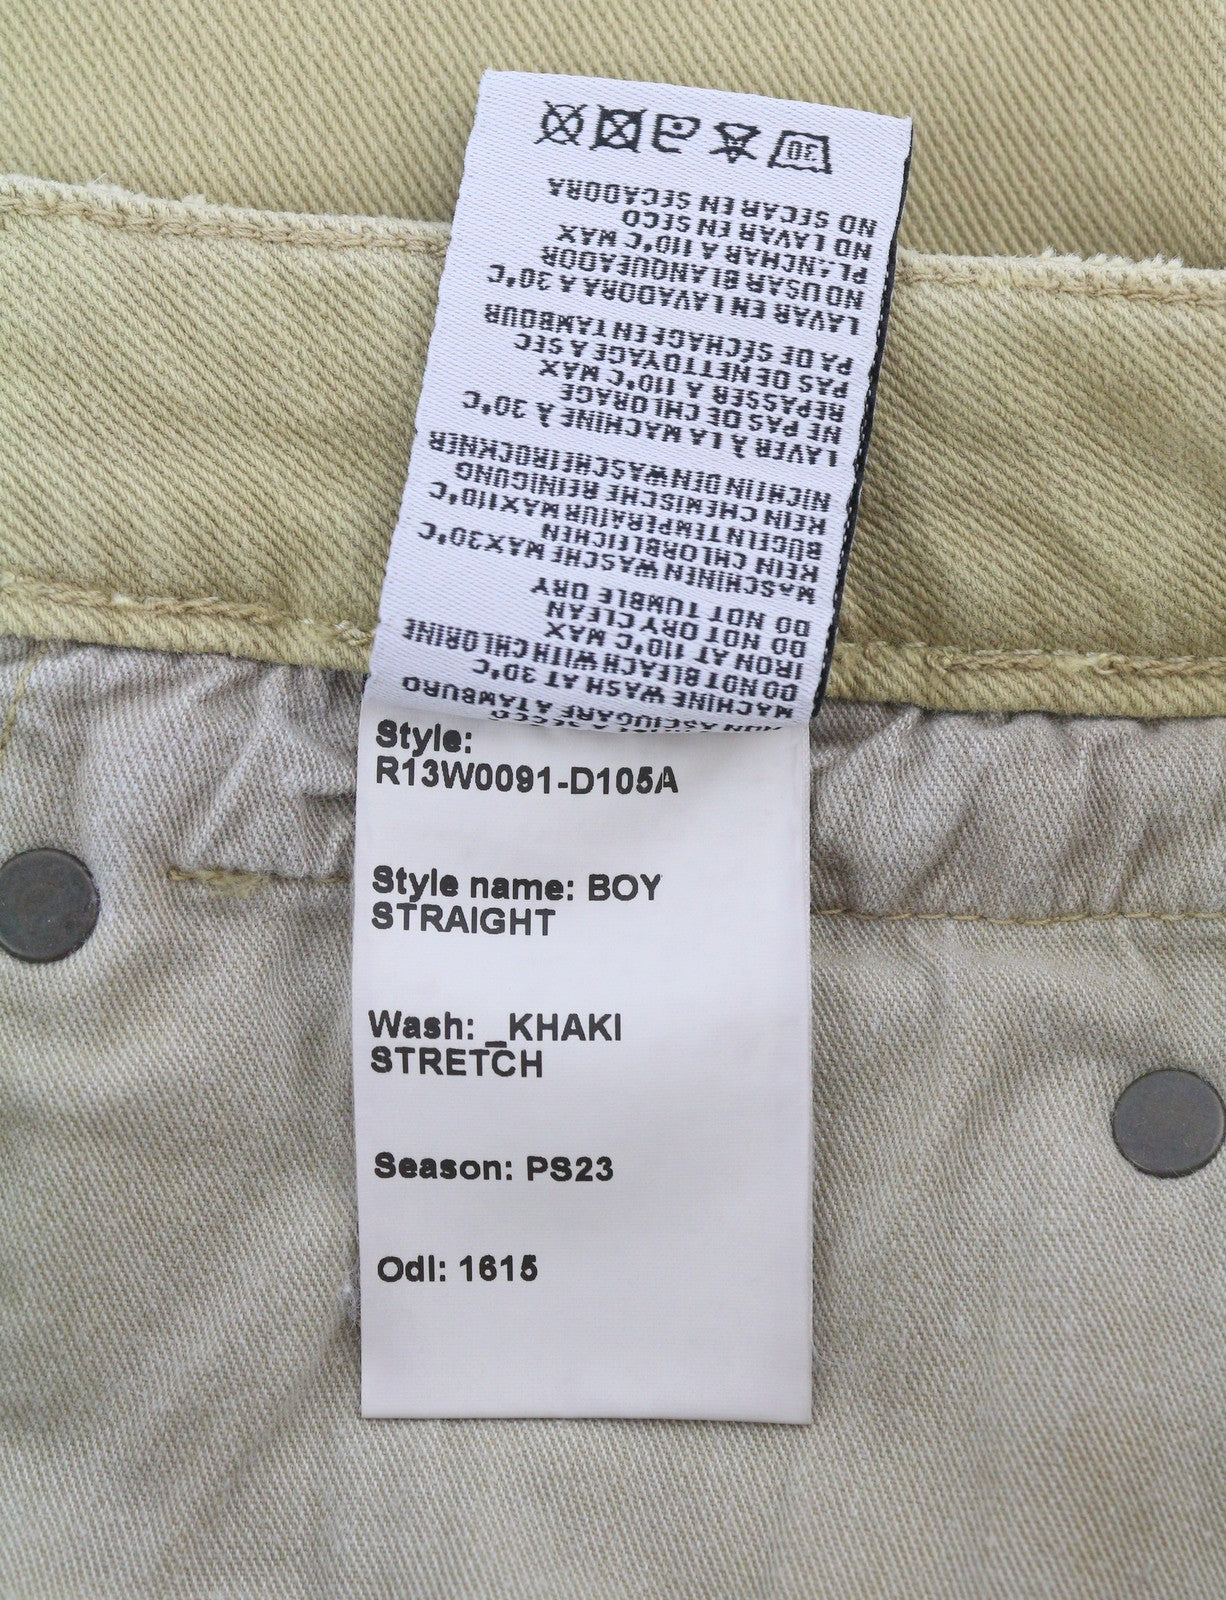 A SECCO
NON ASCIUGARE A TAMBURO
MACHINE WASH AT 30°C
DO NOT BLEACH WITH CHLORINE
IRON AT 110°C MAX
DO NOT DRY CLEAN
DO NOT TUMBLE DRY
MASCHINEN WASCHE MAX30°C
KEIN CHLORBLEICHEN
BÜGELN TEMPERATUR MAX110°C
KEIN CHEMISCHE REINIGUNG
NICHT IN DEN WASCHETROCKNER
LAVER À LA MACHINE À 30°C
NE PAS DE CHLORAGE
REPASSER A 110°C MAX
PAS DE NETTOYAGE A SEC
PA DE SÉCHAGE EN TAMBOUR
LAVAR EN LAVADORA A 30°C
NO USAR BLANQUEADOR
PLANCHAR A 110°C MAX
NO LAVAR EN SECO
NO SECAR EN SECADORA
30
Style:
R13W0091-D105A
Style name: BOY
STRAIGHT
Wash: _KHAKI
STRETCH
Season: PS23
Odl: 1615